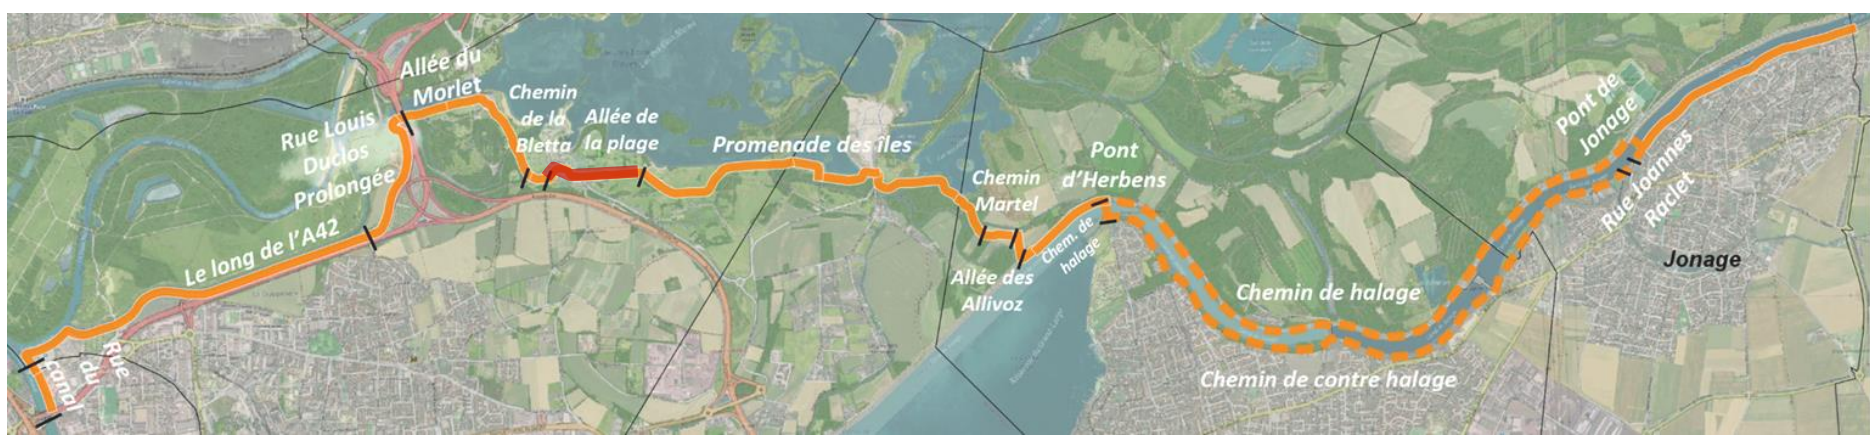 Allée du
Morlet
Chemin
de la
Bletta
Allée de
la plage
Rue Louis
Duclos
Prolongée
Promenade des îles
Pont
d'Herbens
Pont de
Jonage
Chemin
Martel
Rue Joannes
Raclet
Le long de l'A42
Chem. de
halage
Jonage
Allée des
Allivoz
Chemin de halage
Rue
du
Canal
Chemin de contre halage